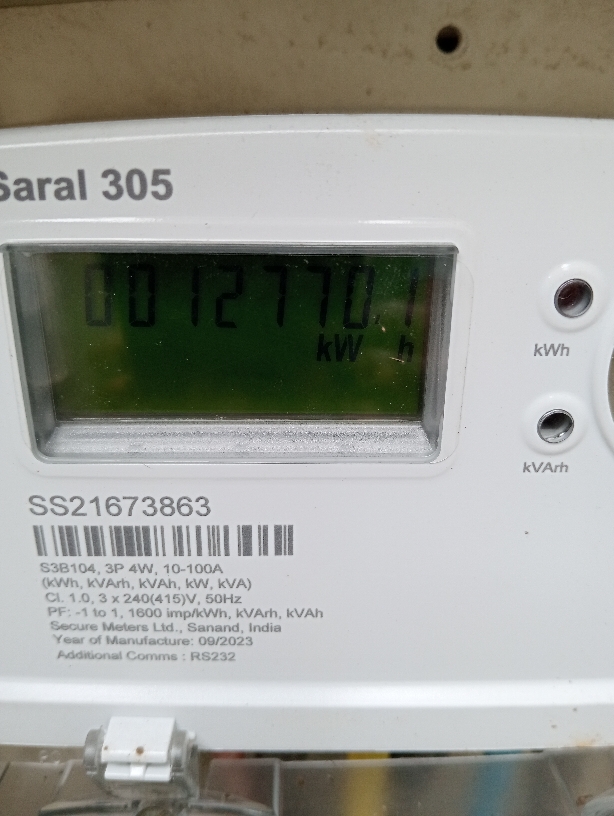 Saral 305
0012770.1
kW h
kWh
kVArh
SS21673863
S3B104, 3P 4W, 10-100A
(kWh, kVArh, kVAh, kW, kVA)
Cl. 1.0, 3 x 240(415)V, 50Hz
PF: -1 to 1, 1600 imp/kWh, kVArh, kVAh
Secure Meters Ltd., Sanand, India
Year of Manufacture: 09/2023
Additional Comms : RS232